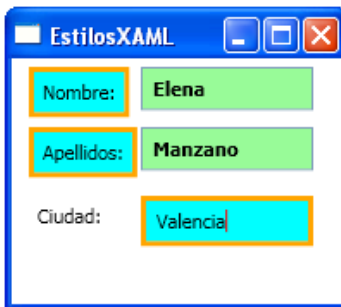 EstilosXAML
Nombre: Elena
Apellidos: Manzano
Ciudad: Valencia